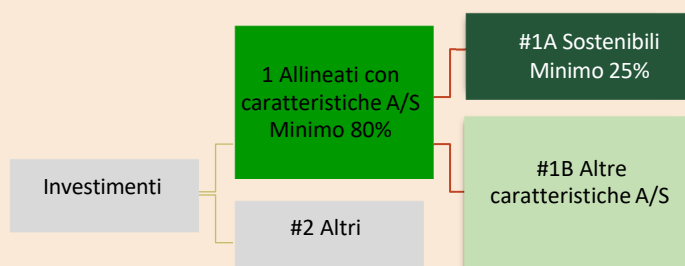 Investimenti
1 Allineati con
caratteristiche A/S
Minimo 80%
#2 Altri
#1A Sostenibili
Minimo 25%
#1B Altre
caratteristiche A/S